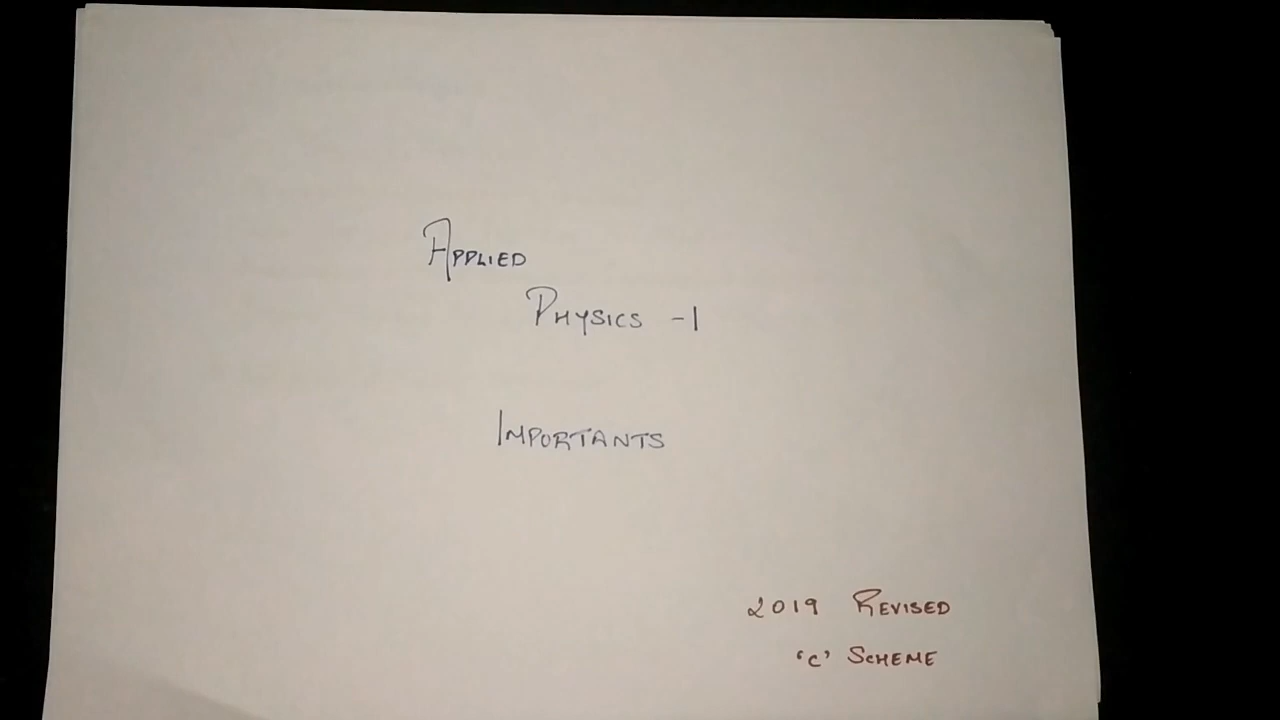 APPLIED
PHYSICS -1
IMPORTANTS
2019 REVISED
'C' SCHEME